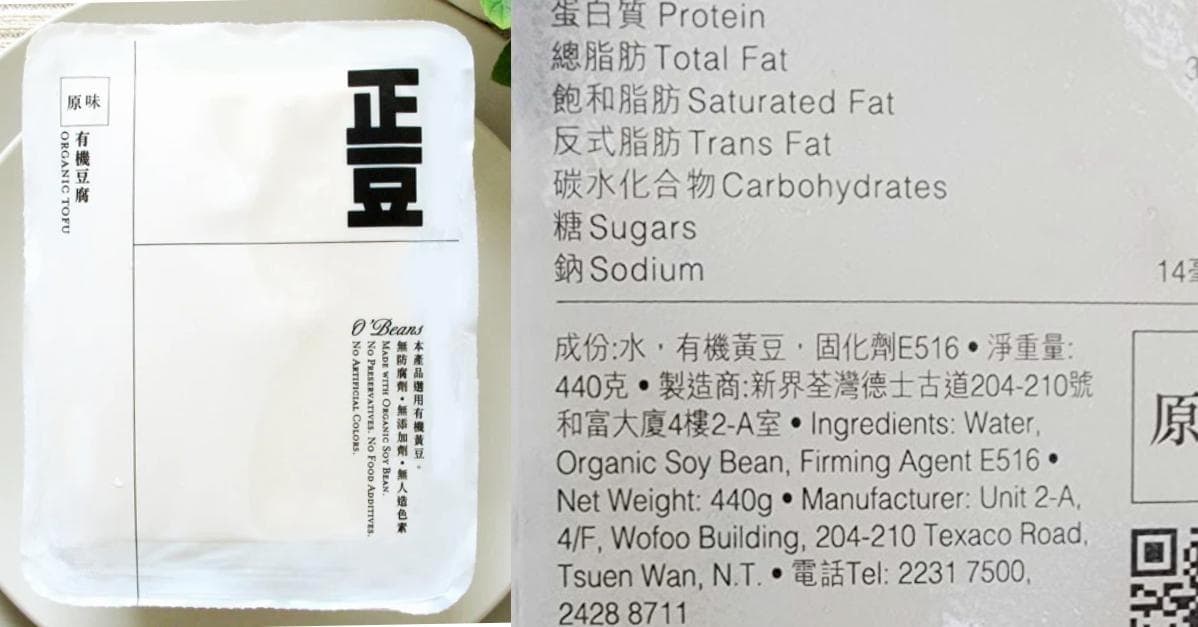 正豆
原味
有機豆腐
ORGANIC TOFU
O'Beans
本產品選用有機黃豆。
無防腐劑・無添加劑・無人造色素
MADE WITH ORGANIC SOY BEAN.
NO PRESERVATIVES. NO FOOD ADDITIVES.
NO ARTIFICIAL COLORS.
蛋白質 Protein
總脂肪 Total Fat
飽和脂肪 Saturated Fat
反式脂肪 Trans Fat
碳水化合物 Carbohydrates
糖 Sugars
鈉 Sodium 14毫
成份:水，有機黃豆，固化劑E516 • 淨重量:
440克 • 製造商:新界荃灣德士古道204-210號
和富大廈4樓2-A室 • Ingredients: Water,
Organic Soy Bean, Firming Agent E516 •
Net Weight: 440g • Manufacturer: Unit 2-A,
4/F, Wofoo Building, 204-210 Texaco Road,
Tsuen Wan, N.T. • 電話Tel: 2231 7500,
2428 8711
原